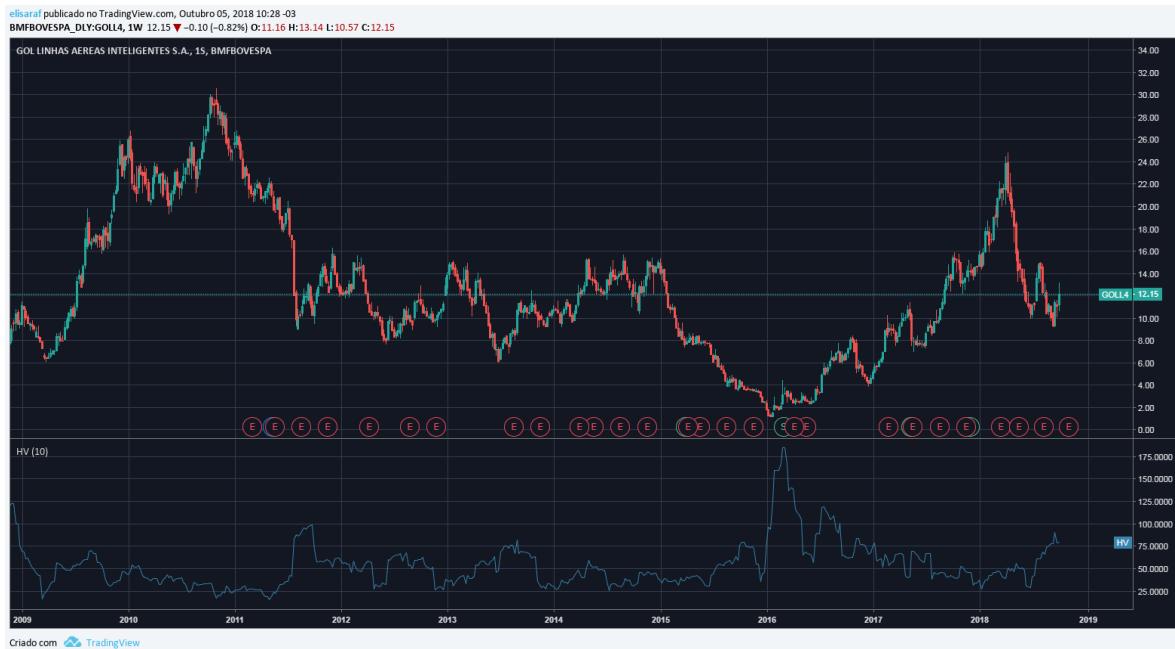 elisaraf publicado no TradingView.com, Outubro 05, 2018 10:28 -03
BMFBOVESPA_DLY:GOLL4, 1W 12.15 ▼ −0.10 (−0.82%) O:11.16 H:13.14 L:10.57 C:12.15
GOL LINHAS AEREAS INTELIGENTES S.A., 1S, BMFBOVESPA
34.00
32.00
30.00
28.00
26.00
24.00
22.00
20.00
18.00
16.00
14.00
GOLL4 12.15
10.00
8.00
6.00
4.00
2.00
0.00
E E E E E E E E E E E E E E E E E S E E E E E E E E E E
HV (10)
175.0000
150.0000
125.0000
100.0000
HV
75.0000
50.0000
25.0000
2009 2010 2011 2012 2013 2014 2015 2016 2017 2018 2019
Criado com TradingView